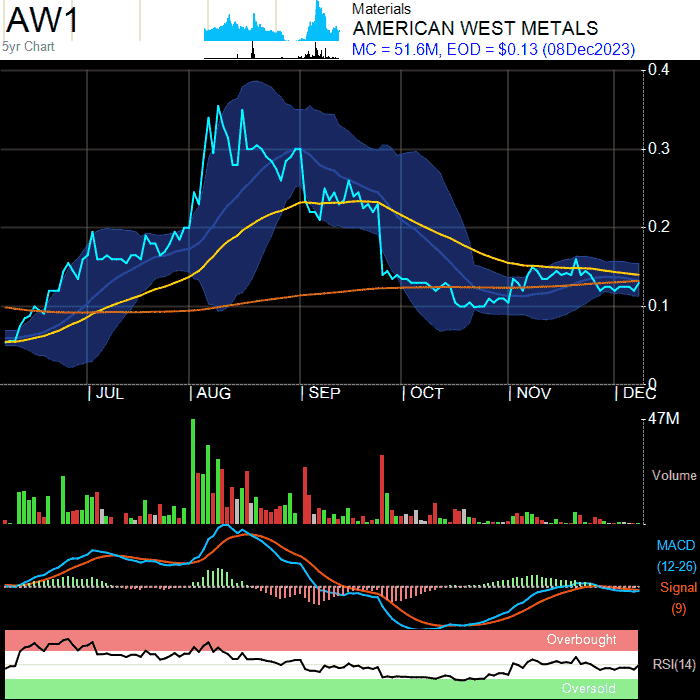 AW1
5yr Chart
Materials
AMERICAN WEST METALS
MC = 51.6M, EOD = $0.13 (08Dec2023)
0.4
0.3
0.2
0.1
0
JUL AUG SEP OCT NOV DEC
47M
Volume
MACD
(12-26)
Signal
(9)
Overbought
RSI(14)
Oversold